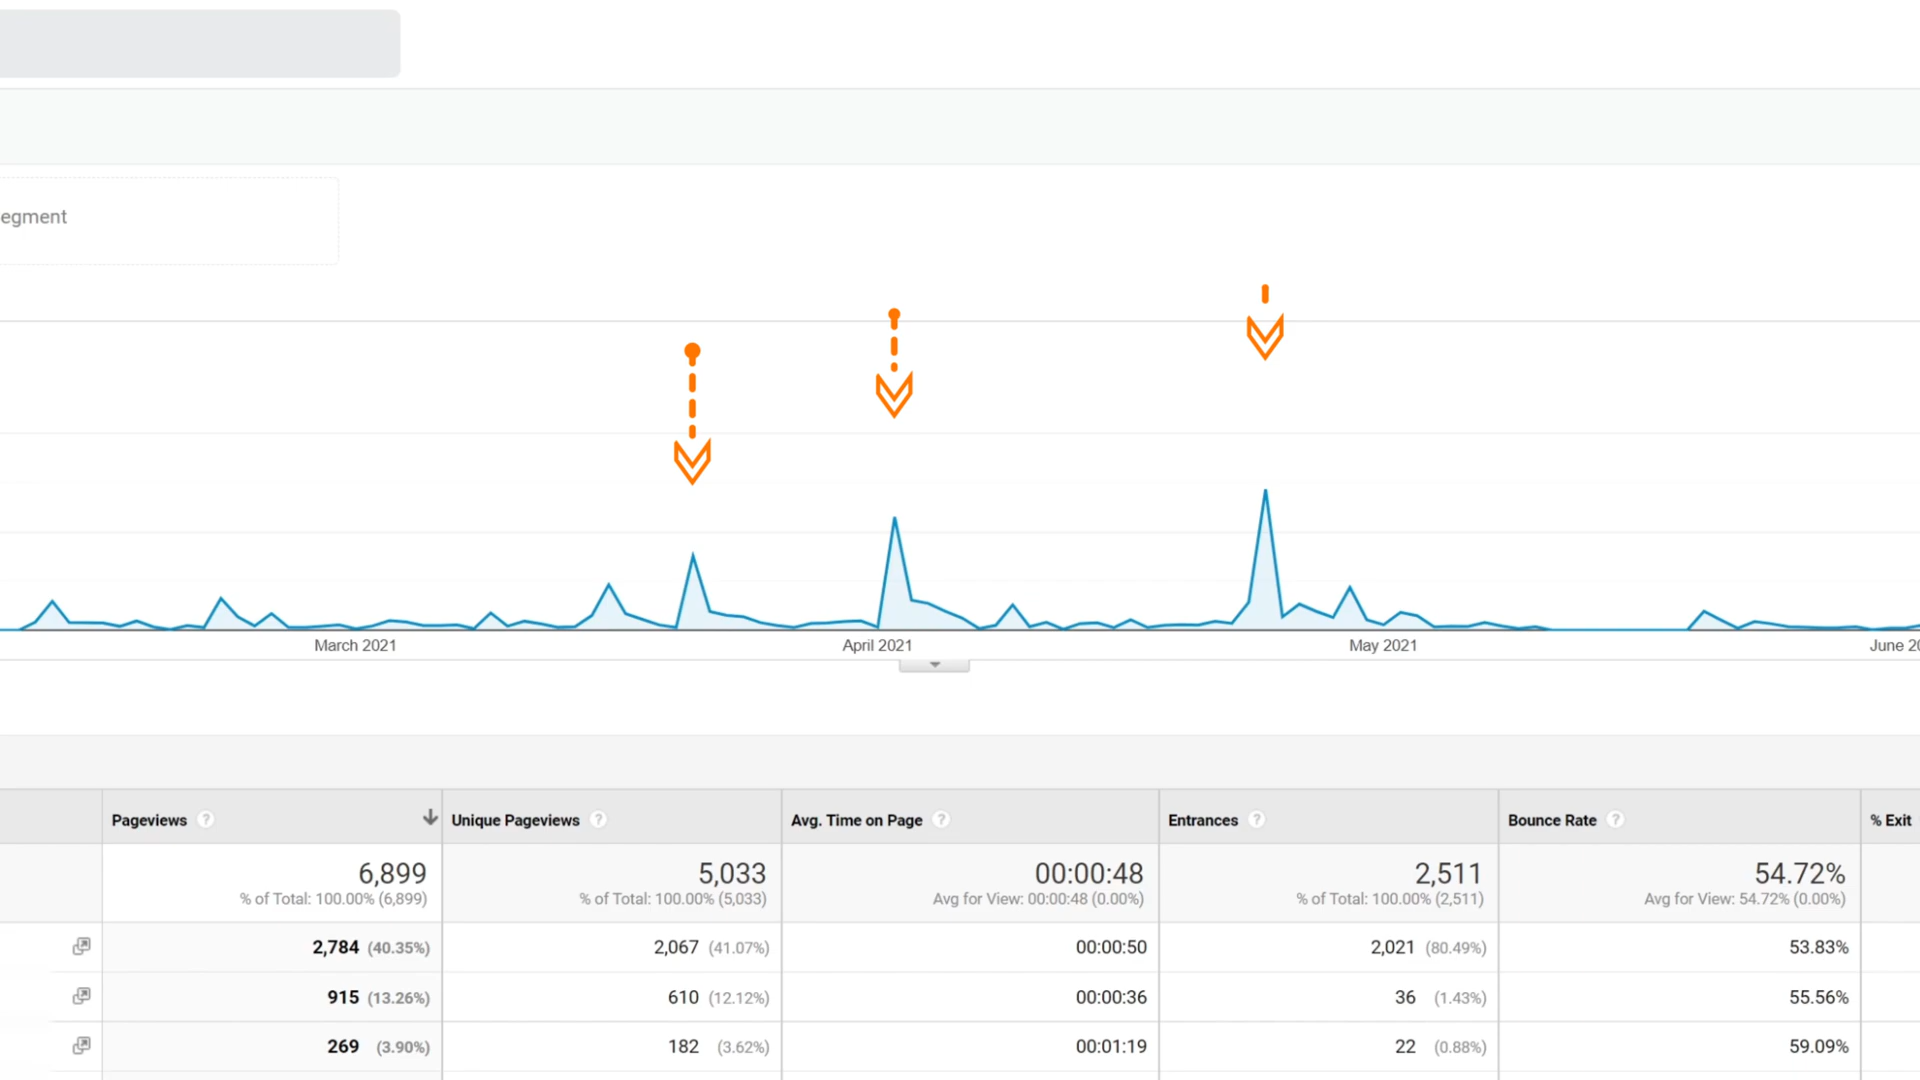 egment
March 2021 April 2021 May 2021 June 20
Pageviews ? Unique Pageviews ? Avg. Time on Page ? Entrances ? Bounce Rate ? % Exit
6,899 5,033 00:00:48 2,511 54.72%
% of Total: 100.00% (6,899) % of Total: 100.00% (5,033) Avg for View: 00:00:48 (0.00%) % of Total: 100.00% (2,511) Avg for View: 54.72% (0.00%)
2,784 (40.35%) 2,067 (41.07%) 00:00:50 2,021 (80.49%) 53.83%
915 (13.26%) 610 (12.12%) 00:00:36 36 (1.43%) 55.56%
269 (3.90%) 182 (3.62%) 00:01:19 22 (0.88%) 59.09%